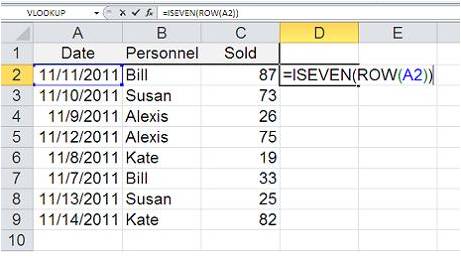 VLOOKUP fx =ISEVEN(ROW(A2))
A B C D E
1 Date Personnel Sold
2 11/11/2011 Bill 87 =ISEVEN(ROW(A2))
3 11/10/2011 Susan 73
4 11/9/2011 Alexis 26
5 11/12/2011 Alexis 75
6 11/8/2011 Kate 19
7 11/7/2011 Bill 33
8 11/13/2011 Susan 25
9 11/14/2011 Kate 82
10